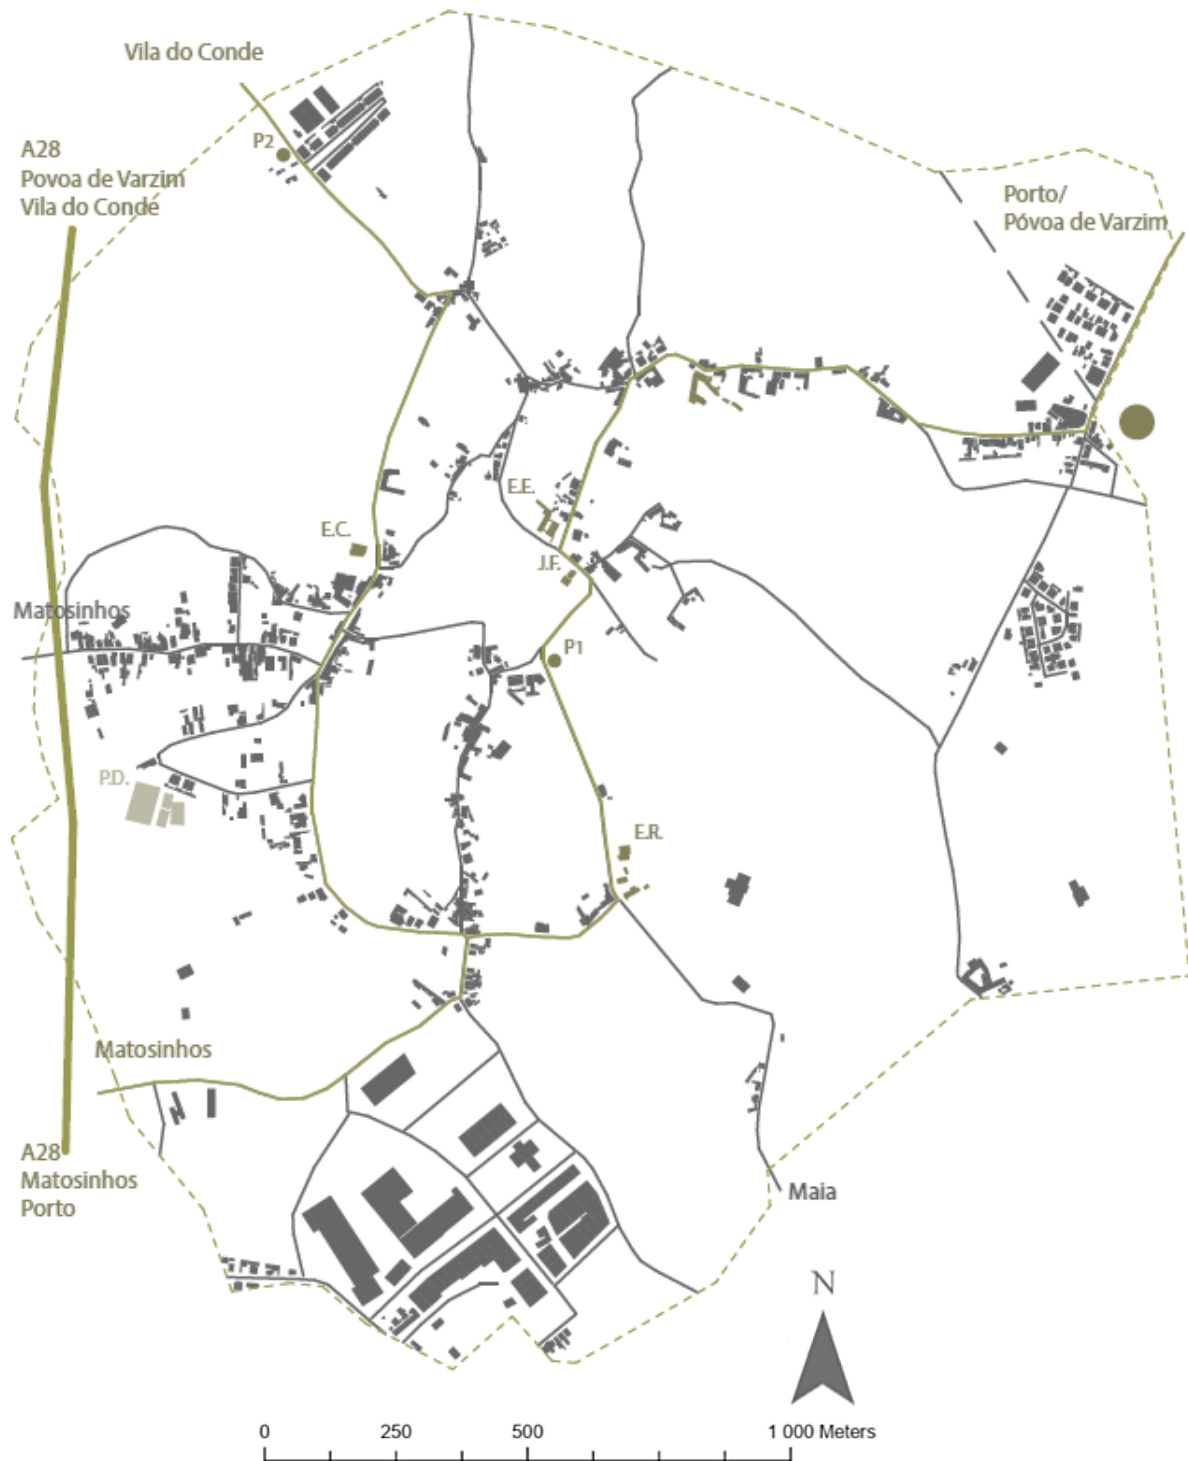 Vila do Conde
P2
A28
Povoa de Varzim
Vila do Conde
Porto/
Póvoa de Varzim
E.E.
E.C.
J.F.
Matosinhos
P1
P.D.
E.R.
Matosinhos
A28
Matosinhos
Porto
Maia
N
0 250 500 1 000 Meters